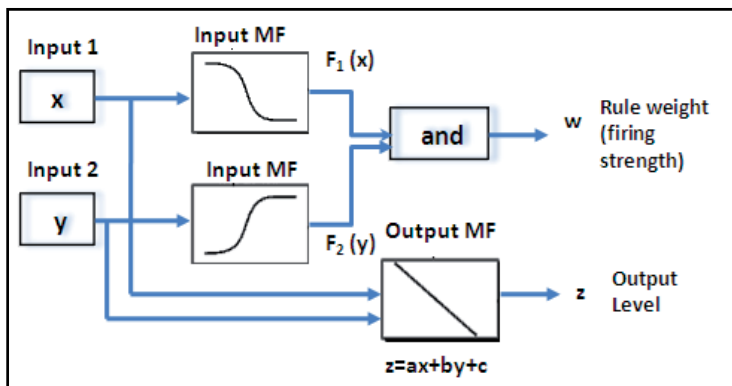 Input 1
Input MF
F₁ (x)
x
and
w
Rule weight
(firing
strength)
Input 2
Input MF
y
F₂ (y)
Output MF
z
Output
Level
z=ax+by+c